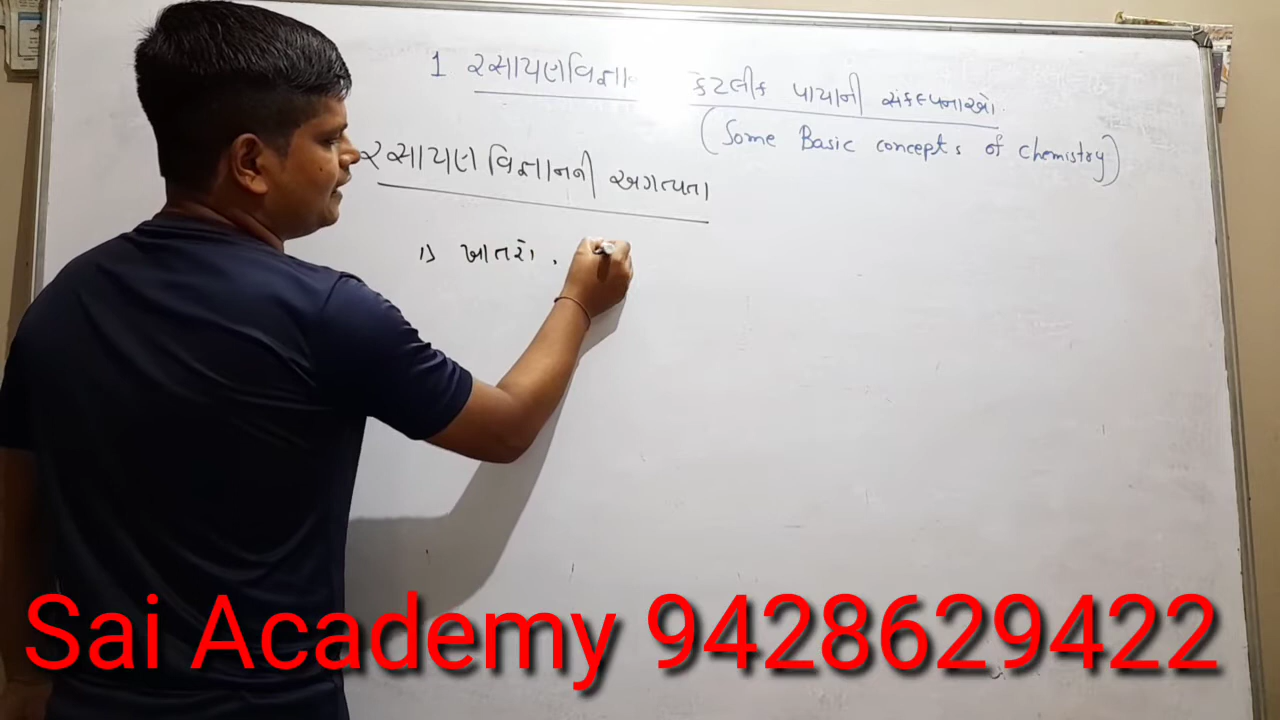 1 રસાયણવિજ્ઞા કેટલીક પાયાની સંકલ્પનાઓ.
(Some Basic concepts of chemistry)
રસાયણવિજ્ઞાનની અગત્યતા
1) ખાતરો .
Sai Academy 9428629422